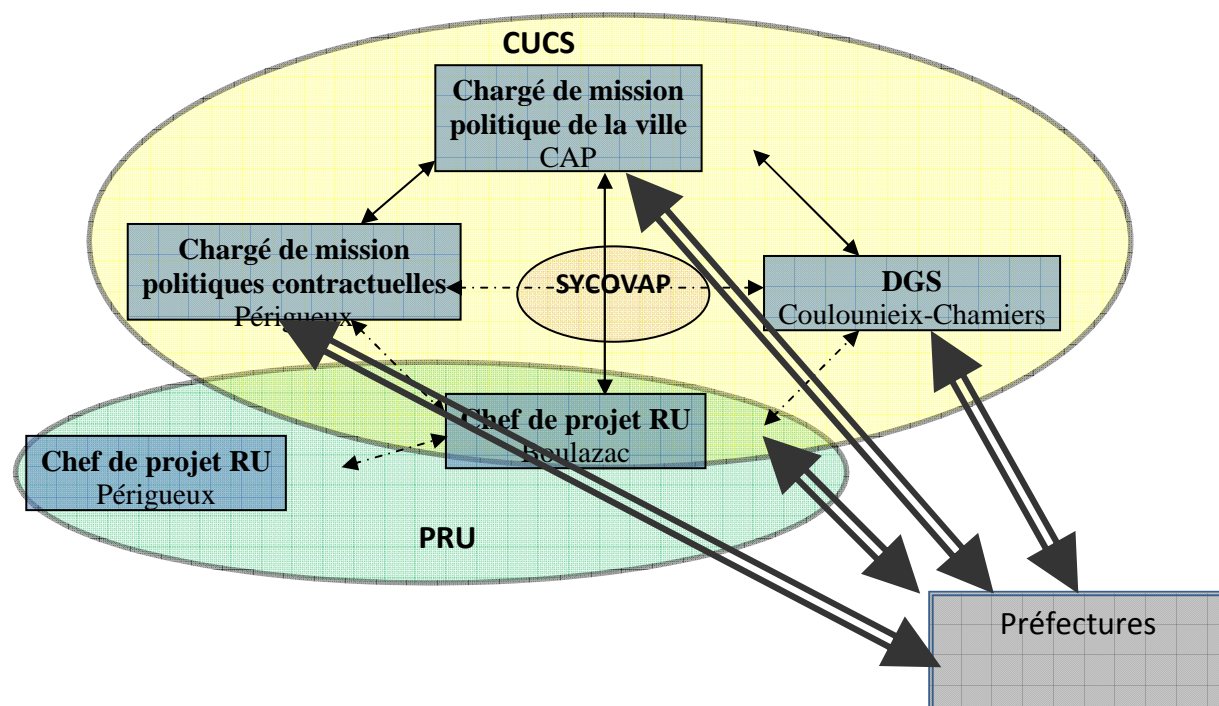 CUCS
Chargé de mission
politique de la ville
CAP
Chargé de mission
politiques contractuelles
Périgueux
SYCOVAP
DGS
Coulounieix-Chamiers
Chef de projet RU
Boulazac
Chef de projet RU
Périgueux
PRU
Préfectures